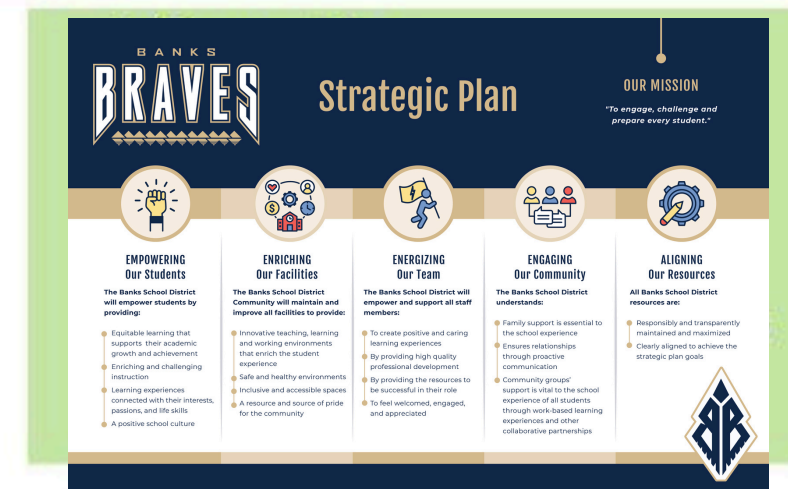 BANKS
BRAVES
Strategic Plan
OUR MISSION
"To engage, challenge and
prepare every student."
EMPOWERING
Our Students
The Banks School District
will empower students by
providing:
Equitable learning that
supports their academic
growth and achievement
Enriching and challenging
instruction
Learning experiences
connected with their interests,
passions, and life skills
A positive school culture
ENRICHING
Our Facilities
The Banks School District
Community will maintain and
improve all facilities to provide:
Innovative teaching, learning
and working environments
that enrich the student
experience
Safe and healthy environments
Inclusive and accessible spaces
A resource and source of pride
for the community
ENERGIZING
Our Team
The Banks School District will
empower and support all staff
members:
To create positive and caring
learning experiences
By providing high quality
professional development
By providing the resources to
be successful in their role
To feel welcomed, engaged,
and appreciated
ENGAGING
Our Community
The Banks School District
understands:
Family support is essential to
the school experience
Ensures relationships
through proactive
communication
Community groups'
support is vital to the school
experience of all students
through work-based learning
experiences and other
collaborative partnerships
ALIGNING
Our Resources
All Banks School District
resources are:
Responsibly and transparently
maintained and maximized
Clearly aligned to achieve the
strategic plan goals